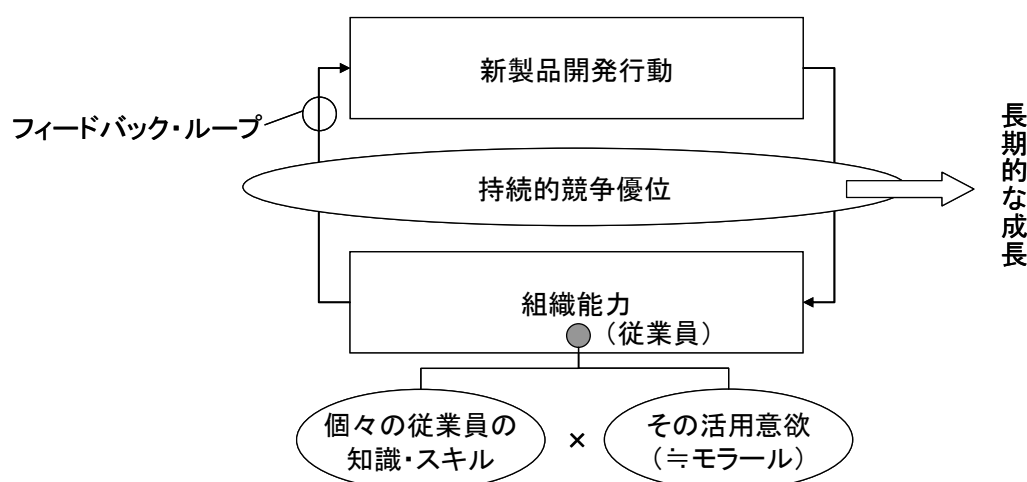 新製品開発行動
フィードバック・ループ
持続的競争優位
長期的な成長
組織能力
（従業員）
個々の従業員の
知識・スキル
×
その活用意欲
（≒モラール）